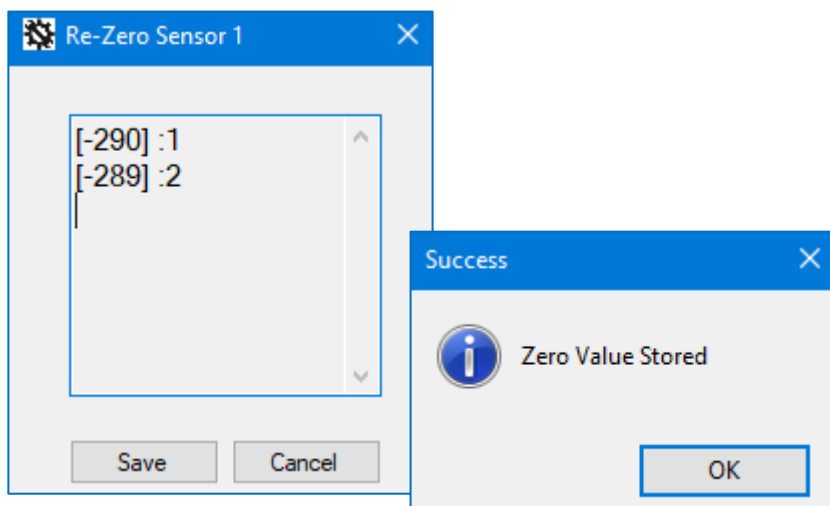 Re-Zero Sensor 1
[-290] :1
[-289] :2
Save
Cancel
Success
Zero Value Stored
OK